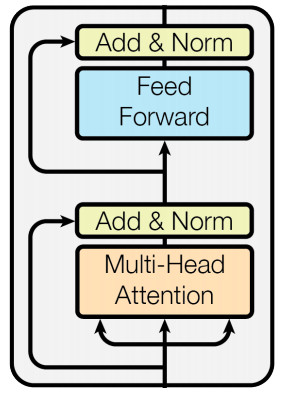 Add & Norm
Feed
Forward
Add & Norm
Multi-Head
Attention